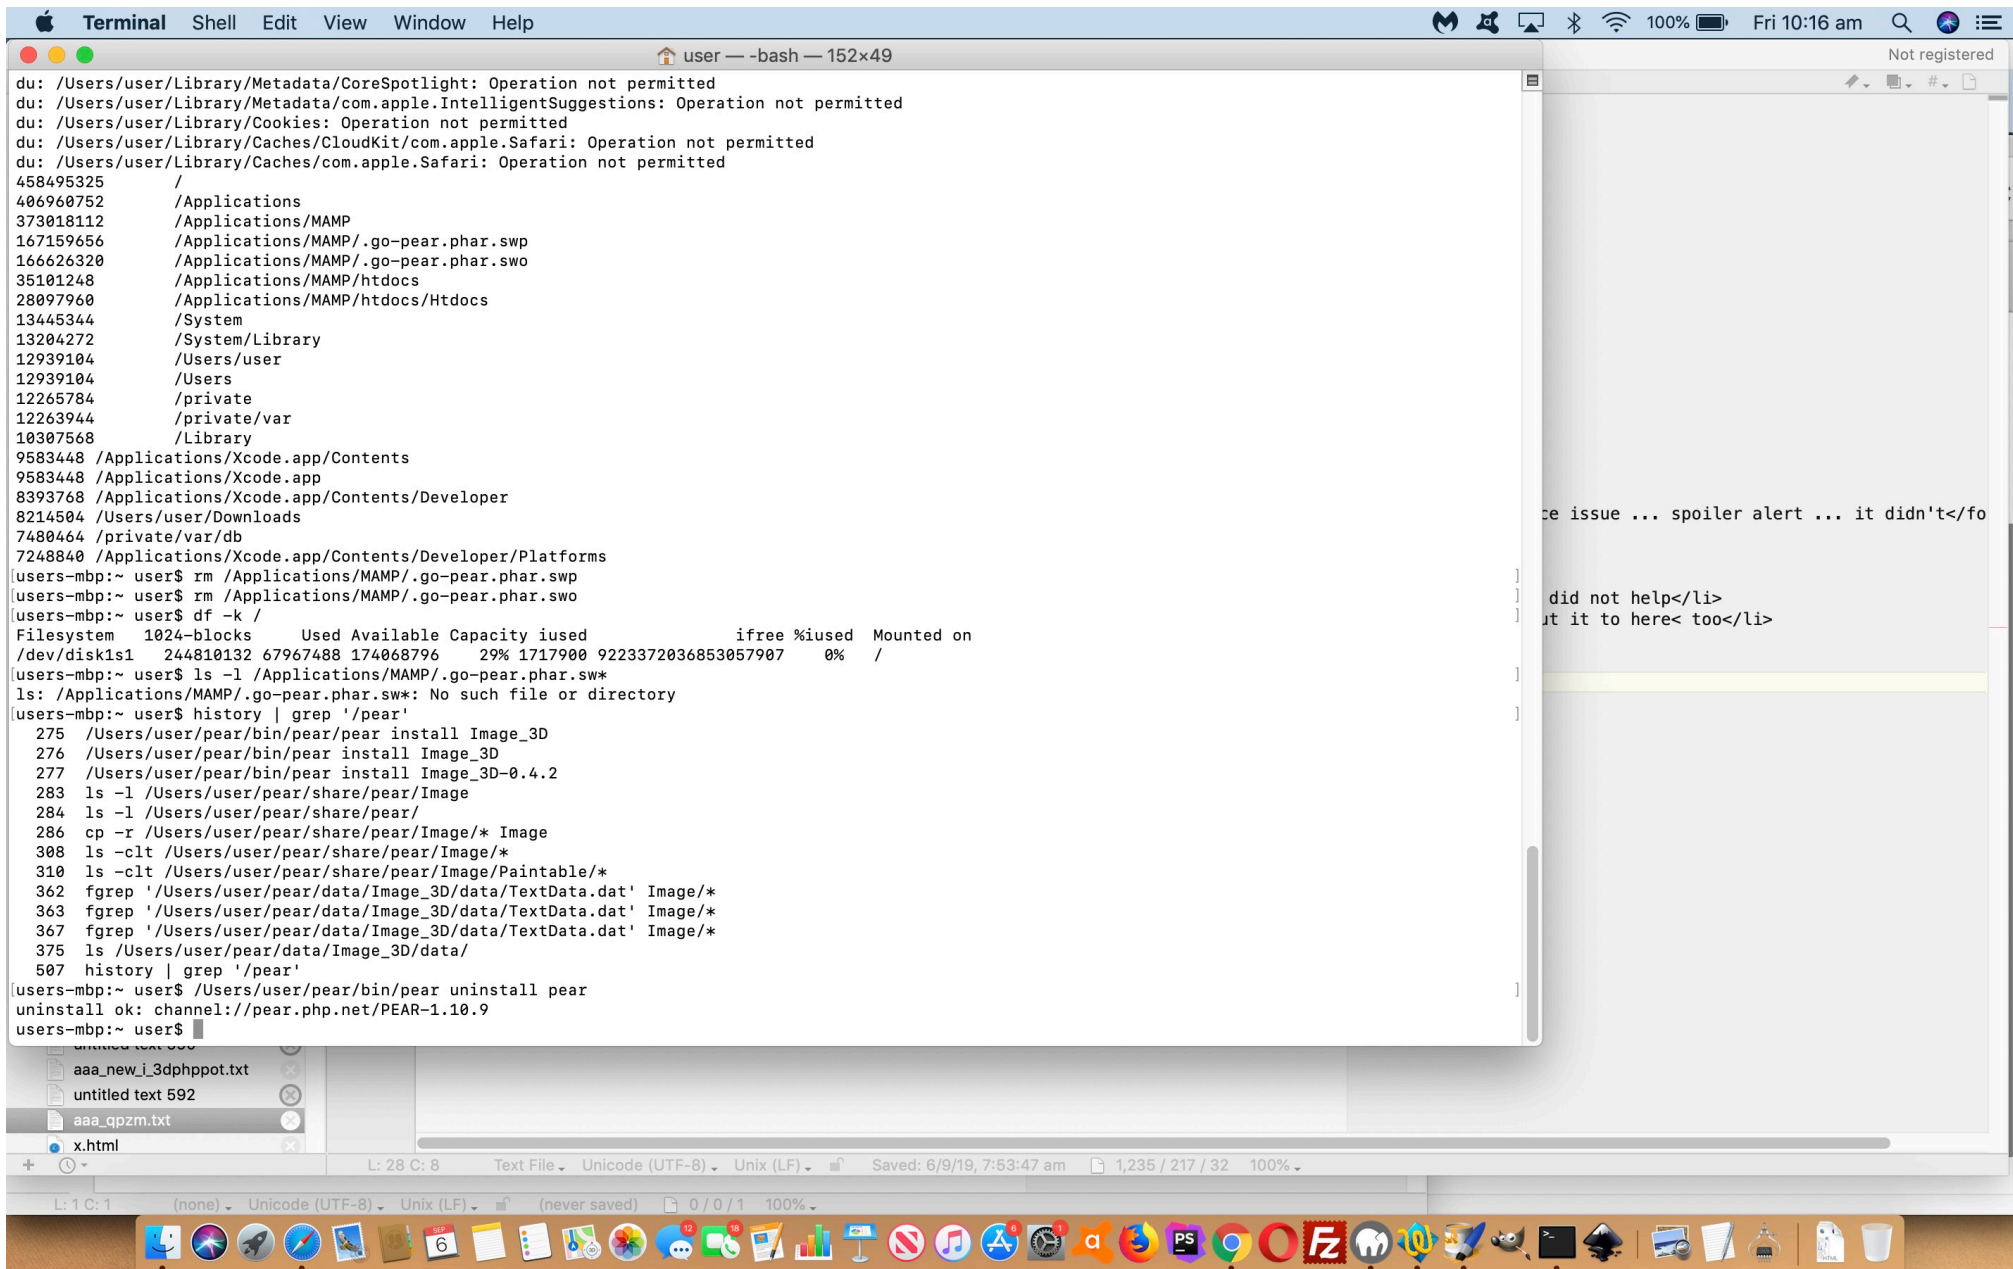 Terminal Shell Edit View Window Help 100% Fri 10:16 am
user — -bash — 152×49
Not registered
du: /Users/user/Library/Metadata/CoreSpotlight: Operation not permitted
du: /Users/user/Library/Metadata/com.apple.IntelligentSuggestions: Operation not permitted
du: /Users/user/Library/Cookies: Operation not permitted
du: /Users/user/Library/Caches/CloudKit/com.apple.Safari: Operation not permitted
du: /Users/user/Library/Caches/com.apple.Safari: Operation not permitted
458495325 /
406960752 /Applications
373018112 /Applications/MAMP
167159656 /Applications/MAMP/.go-pear.phar.swp
166626320 /Applications/MAMP/.go-pear.phar.swo
35101248 /Applications/MAMP/htdocs
28097960 /Applications/MAMP/htdocs/Htdocs
13445344 /System
13204272 /System/Library
12939104 /Users/user
12939104 /Users
12265784 /private
12263944 /private/var
10307568 /Library
9583448 /Applications/Xcode.app/Contents
9583448 /Applications/Xcode.app
8393768 /Applications/Xcode.app/Contents/Developer
8214504 /Users/user/Downloads
7480464 /private/var/db
7248840 /Applications/Xcode.app/Contents/Developer/Platforms
[users-mbp:~ user$ rm /Applications/MAMP/.go-pear.phar.swp ]
[users-mbp:~ user$ rm /Applications/MAMP/.go-pear.phar.swo ]
[users-mbp:~ user$ df -k / ]
Filesystem 1024-blocks Used Available Capacity iused ifree %iused Mounted on
/dev/disk1s1 244810132 67967488 174068796 29% 1717900 9223372036853057907 0% /
[users-mbp:~ user$ ls -l /Applications/MAMP/.go-pear.phar.sw* ]
ls: /Applications/MAMP/.go-pear.phar.sw*: No such file or directory
[users-mbp:~ user$ history | grep '/pear' ]
275 /Users/user/pear/bin/pear/pear install Image_3D
276 /Users/user/pear/bin/pear install Image_3D
277 /Users/user/pear/bin/pear install Image_3D-0.4.2
283 ls -l /Users/user/pear/share/pear/Image
284 ls -l /Users/user/pear/share/pear/
286 cp -r /Users/user/pear/share/pear/Image/* Image
308 ls -clt /Users/user/pear/share/pear/Image/*
310 ls -clt /Users/user/pear/share/pear/Image/Paintable/*
362 fgrep '/Users/user/pear/data/Image_3D/data/TextData.dat' Image/*
363 fgrep '/Users/user/pear/data/Image_3D/data/TextData.dat' Image/*
367 fgrep '/Users/user/pear/data/Image_3D/data/TextData.dat' Image/*
375 ls /Users/user/pear/data/Image_3D/data/
507 history | grep '/pear'
[users-mbp:~ user$ /Users/user/pear/bin/pear uninstall pear ]
uninstall ok: channel://pear.php.net/PEAR-1.10.9
users-mbp:~ user$
ce issue ... spoiler alert ... it didn't</fo
did not help</li>
ut it to here< too</li>
aaa_new_i_3dphppot.txt
untitled text 592
aaa_qpzm.txt
x.html
L: 28 C: 8 Text File Unicode (UTF-8) Unix (LF) Saved: 6/9/19, 7:53:47 am 1,235 / 217 / 32 100%
L: 1 C: 1 (none) Unicode (UTF-8) Unix (LF) (never saved) 0 / 0 / 1 100%
SEP
6
12
18
6
1
PS
Fz
HTML